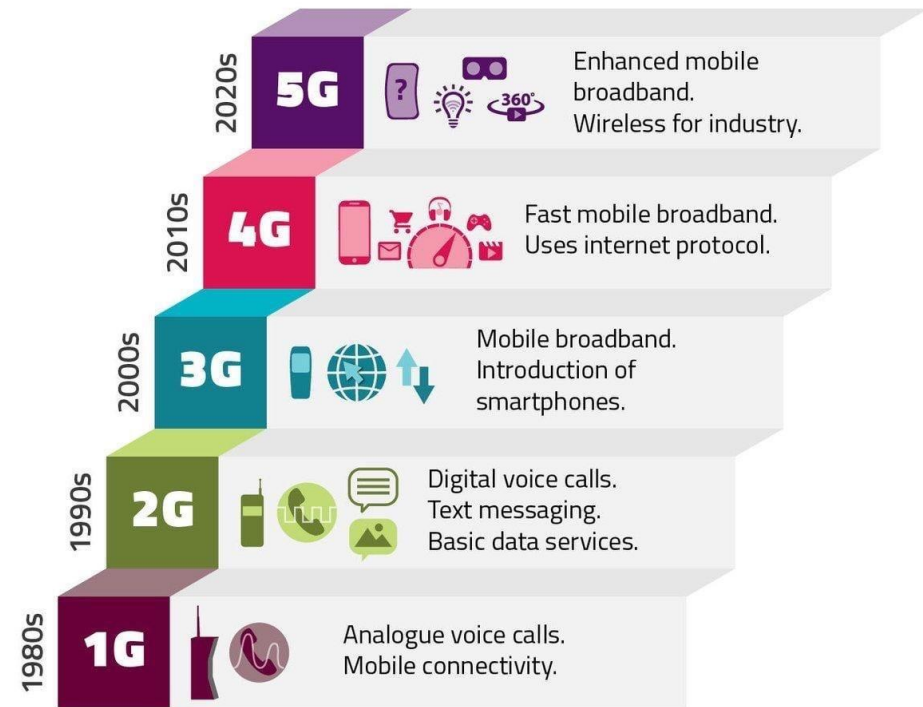 2020s
5G
?
360°
Enhanced mobile
broadband.
Wireless for industry.
2010s
4G
Fast mobile broadband.
Uses internet protocol.
2000s
3G
Mobile broadband.
Introduction of
smartphones.
1990s
2G
Digital voice calls.
Text messaging.
Basic data services.
1980s
1G
Analogue voice calls.
Mobile connectivity.